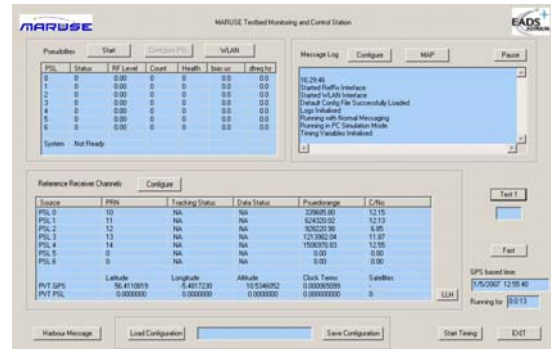 MARUSE
MARUSE Testbed Monitoring and Control Station
EADS
ASTRIUM
Pseudolites
Start
Configure PSL
WLAN
PSL Status RF Level Count Health bias us dfreq hz
0 0 0.00 0 0 0.0 0.0
1 0 0.00 0 0 0.0 0.0
2 0 0.00 0 0 0.0 0.0
3 0 0.00 0 0 0.0 0.0
4 0 0.00 0 0 0.0 0.0
5 0 0.00 0 0 0.0 0.0
6 0 0.00 0 0 0.0 0.0
System Not Ready
Message Log
Configure
MAP
Pause
16:29:46
Started RefRx Interface
Started WLAN Interface
Default Config File Successfully Loaded
Logs Initialised
Running with Normal Messaging
Running in PC Simulation Mode
Timing Variables Initialised
Reference Receiver Channels
Configure
Source PRN Tracking Status Data Status Psuedorange C/No
PSL 0 10 NA NA 339605.80 12.15
PSL 1 11 NA NA 624320.02 12.13
PSL 2 12 NA NA 928220.98 6.85
PSL 3 13 NA NA 1213902.04 11.87
PSL 4 14 NA NA 1506970.83 12.55
PSL 5 0 NA NA 0.00 0.00
PSL 6 0 NA NA 0.00 0.00
Latitude Longitude Altitude Clock Terms Satellites
PVT GPS 56.4110019 -5.4817230 10.5346052 0.000065099 -
PVT PSL 0.0000000 0.0000000 0.0000000 0.000000000 0
LLH
Test 1
Fast
GPS based time
1/5/2007 12:55:40
Running for 0:0:13
Harbour Message
Load Configuration
Save Configuration
Start Timing
EXIT